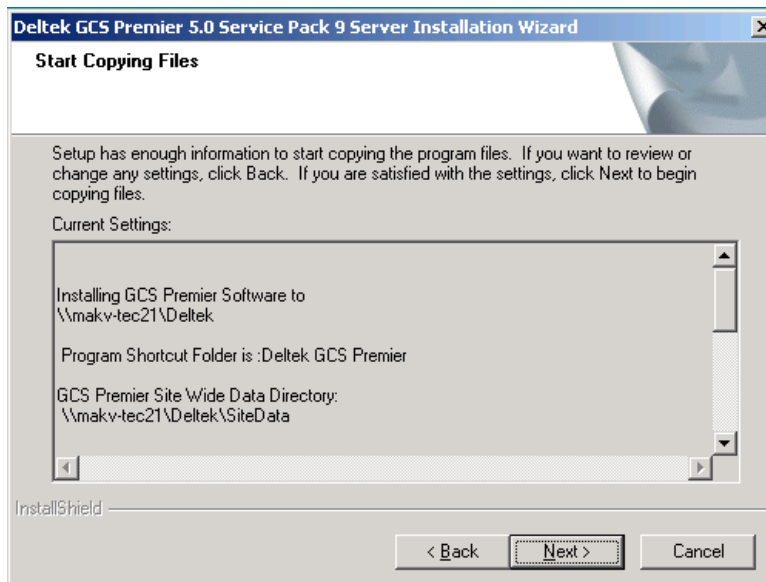 Deltek GCS Premier 5.0 Service Pack 9 Server Installation Wizard
Start Copying Files
Setup has enough information to start copying the program files. If you want to review or
change any settings, click Back. If you are satisfied with the settings, click Next to begin
copying files.
Current Settings:
Installing GCS Premier Software to
\\makv-tec21\Deltek
Program Shortcut Folder is :Deltek GCS Premier
GCS Premier Site Wide Data Directory:
\\makv-tec21\Deltek\SiteData
InstallShield
< Back Next > Cancel